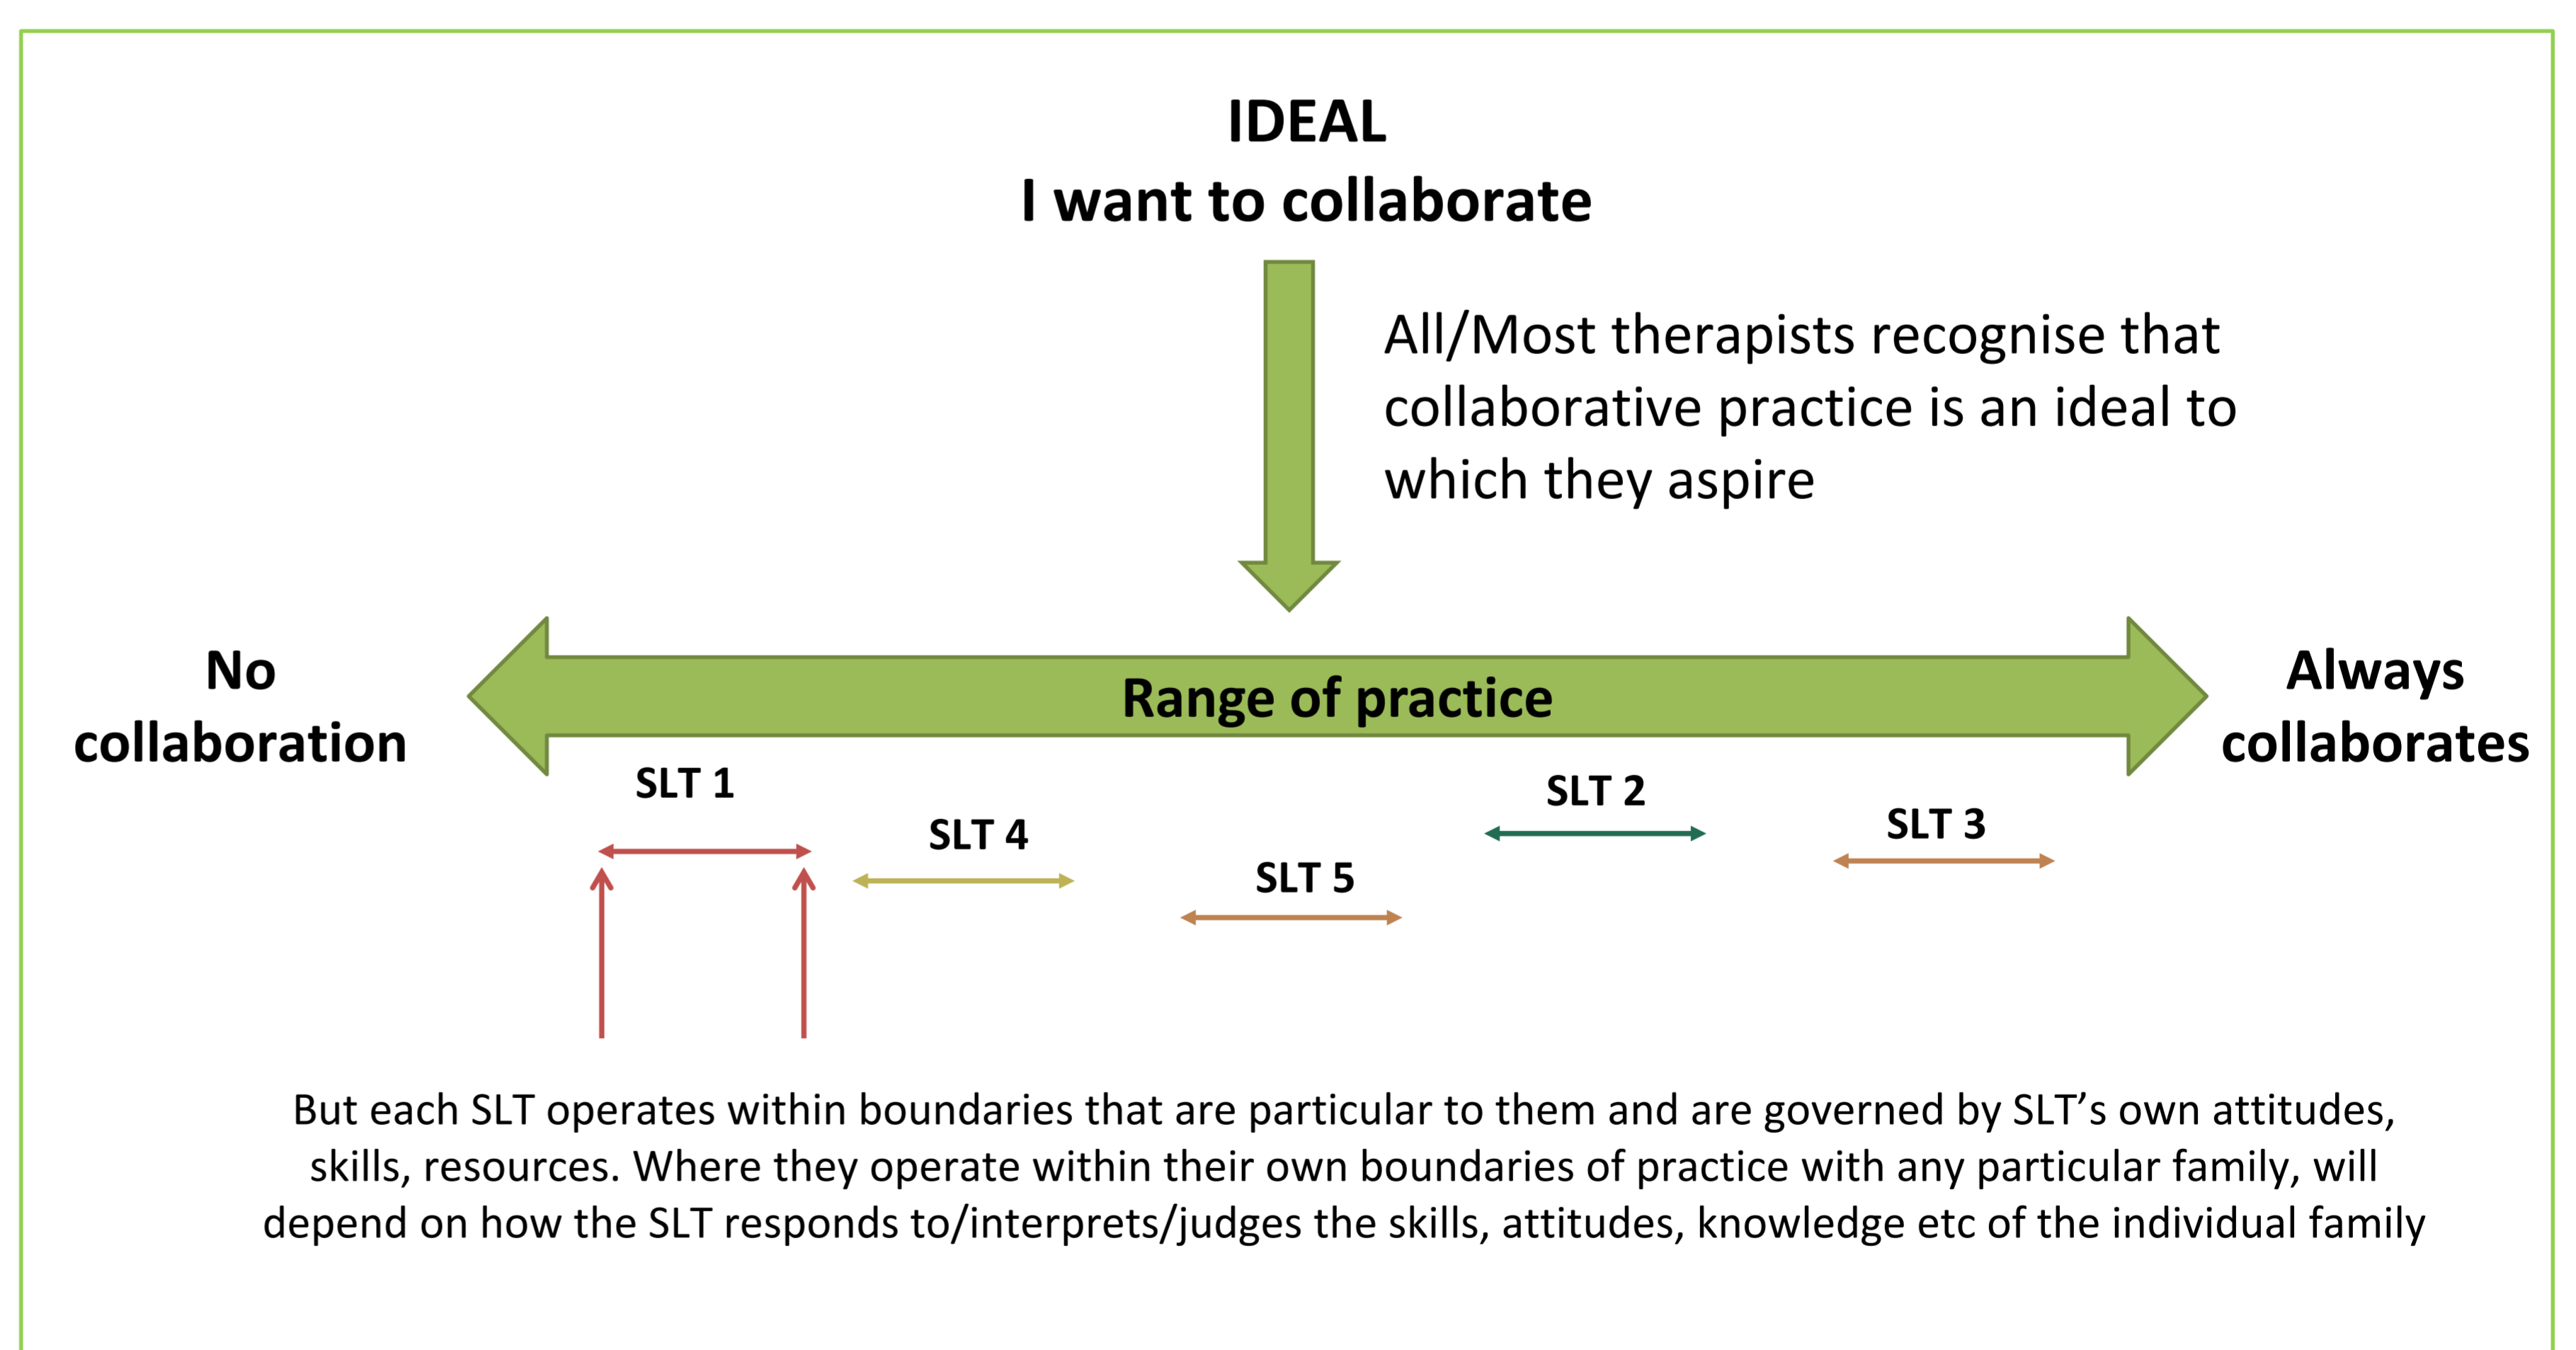 IDEAL
I want to collaborate
All/Most therapists recognise that
collaborative practice is an ideal to
which they aspire
No
collaboration
Range of practice
Always
collaborates
SLT 1
SLT 4
SLT 5
SLT 2
SLT 3
But each SLT operates within boundaries that are particular to them and are governed by SLT’s own attitudes,
skills, resources. Where they operate within their own boundaries of practice with any particular family, will
depend on how the SLT responds to/interprets/judges the skills, attitudes, knowledge etc of the individual family